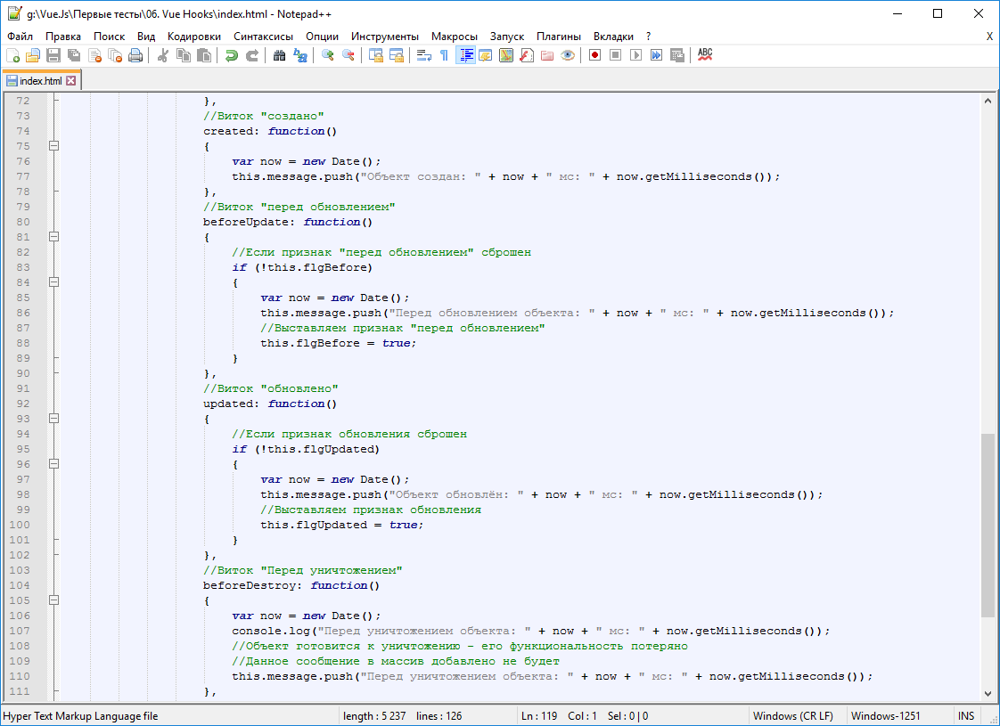 g:\Vue.Js\Первые тесты\06. Vue Hooks\index.html - Notepad++
Файл Правка Поиск Вид Кодировки Синтаксисы Опции Инструменты Макросы Запуск Плагины Вкладки ? X
ABC
index.html
72 },
73 //Виток "создано"
74 created: function()
75 {
76 var now = new Date();
77 this.message.push("Объект создан: " + now + " мс: " + now.getMilliseconds());
78 },
79 //Виток "перед обновлением"
80 beforeUpdate: function()
81 {
82 //Если признак "перед обновлением" сброшен
83 if (!this.flgBefore)
84 {
85 var now = new Date();
86 this.message.push("Перед обновлением объекта: " + now + " мс: " + now.getMilliseconds());
87 //Выставляем признак "перед обновлением"
88 this.flgBefore = true;
89 }
90 },
91 //Виток "обновлено"
92 updated: function()
93 {
94 //Если признак обновления сброшен
95 if (!this.flgUpdated)
96 {
97 var now = new Date();
98 this.message.push("Объект обновлён: " + now + " мс: " + now.getMilliseconds());
99 //Выставляем признак обновления
100 this.flgUpdated = true;
101 }
102 },
103 //Виток "Перед уничтожением"
104 beforeDestroy: function()
105 {
106 var now = new Date();
107 console.log("Перед уничтожением объекта: " + now + " мс: " + now.getMilliseconds());
108 //Объект готовится к уничтожению - его функциональность потеряно
109 //Данное сообщение в массив добавлено не будет
110 this.message.push("Перед уничтожением объекта: " + now + " мс: " + now.getMilliseconds());
111 },
Hyper Text Markup Language file length : 5 237 lines : 126 Ln : 119 Col : 1 Sel : 0 | 0 Windows (CR LF) Windows-1251 INS